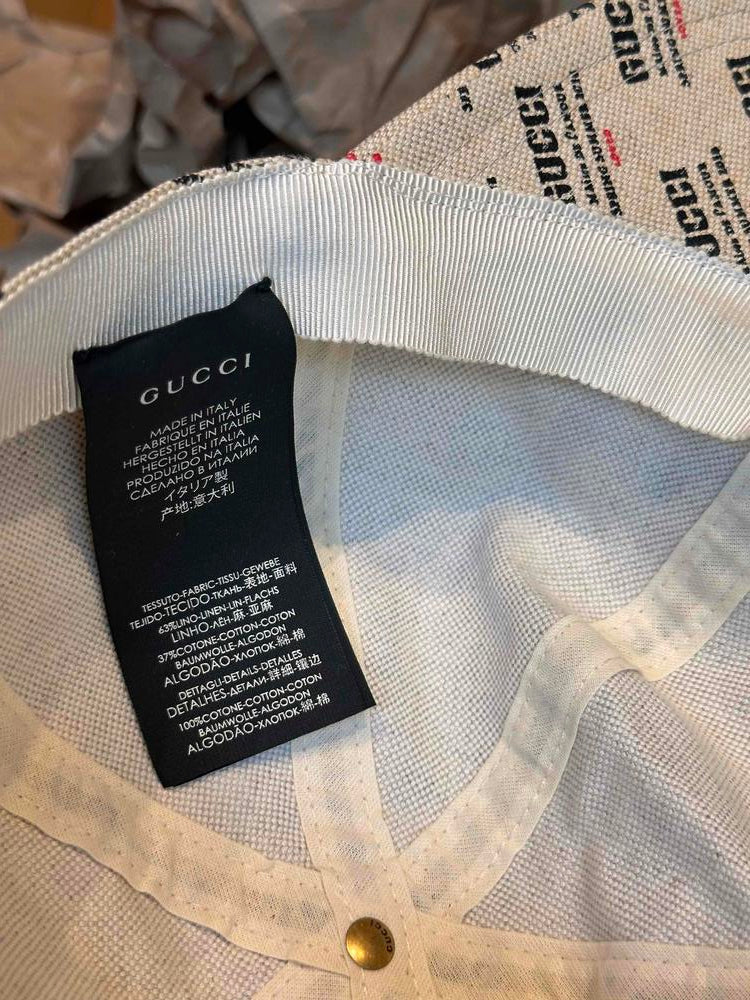 GUCCI
MADE IN ITALY
FABRIQUE EN ITALIE
HERGESTELLT IN ITALIEN
HECHO EN ITALIA
PRODUZIDO NA ITALIA
СДЕЛАНО В ИТАЛИИ
イタリア製
产地:意大利
TESSUTO-FABRIC-TISSU-GEWEBE
TEJIDO-TECIDO-ТКАНЬ-表地-面料
63%LINO-LINEN-LIN-FLACHS
LINHO-ЛЁН-麻-亚麻
37%COTONE-COTTON-COTON
BAUMWOLLE-ALGODON
ALGODÃO-ХЛОПОК-綿-棉
DETTAGLI-DETAILS-DETALLES
DETALHES-ДЕТАЛИ-詳細-镶边
100%COTONE-COTTON-COTON
BAUMWOLLE-ALGODON
ALGODÃO-ХЛОПОК-綿-棉
GUCCI
GUCCI
GUCCI
GUCCI
GUCCI